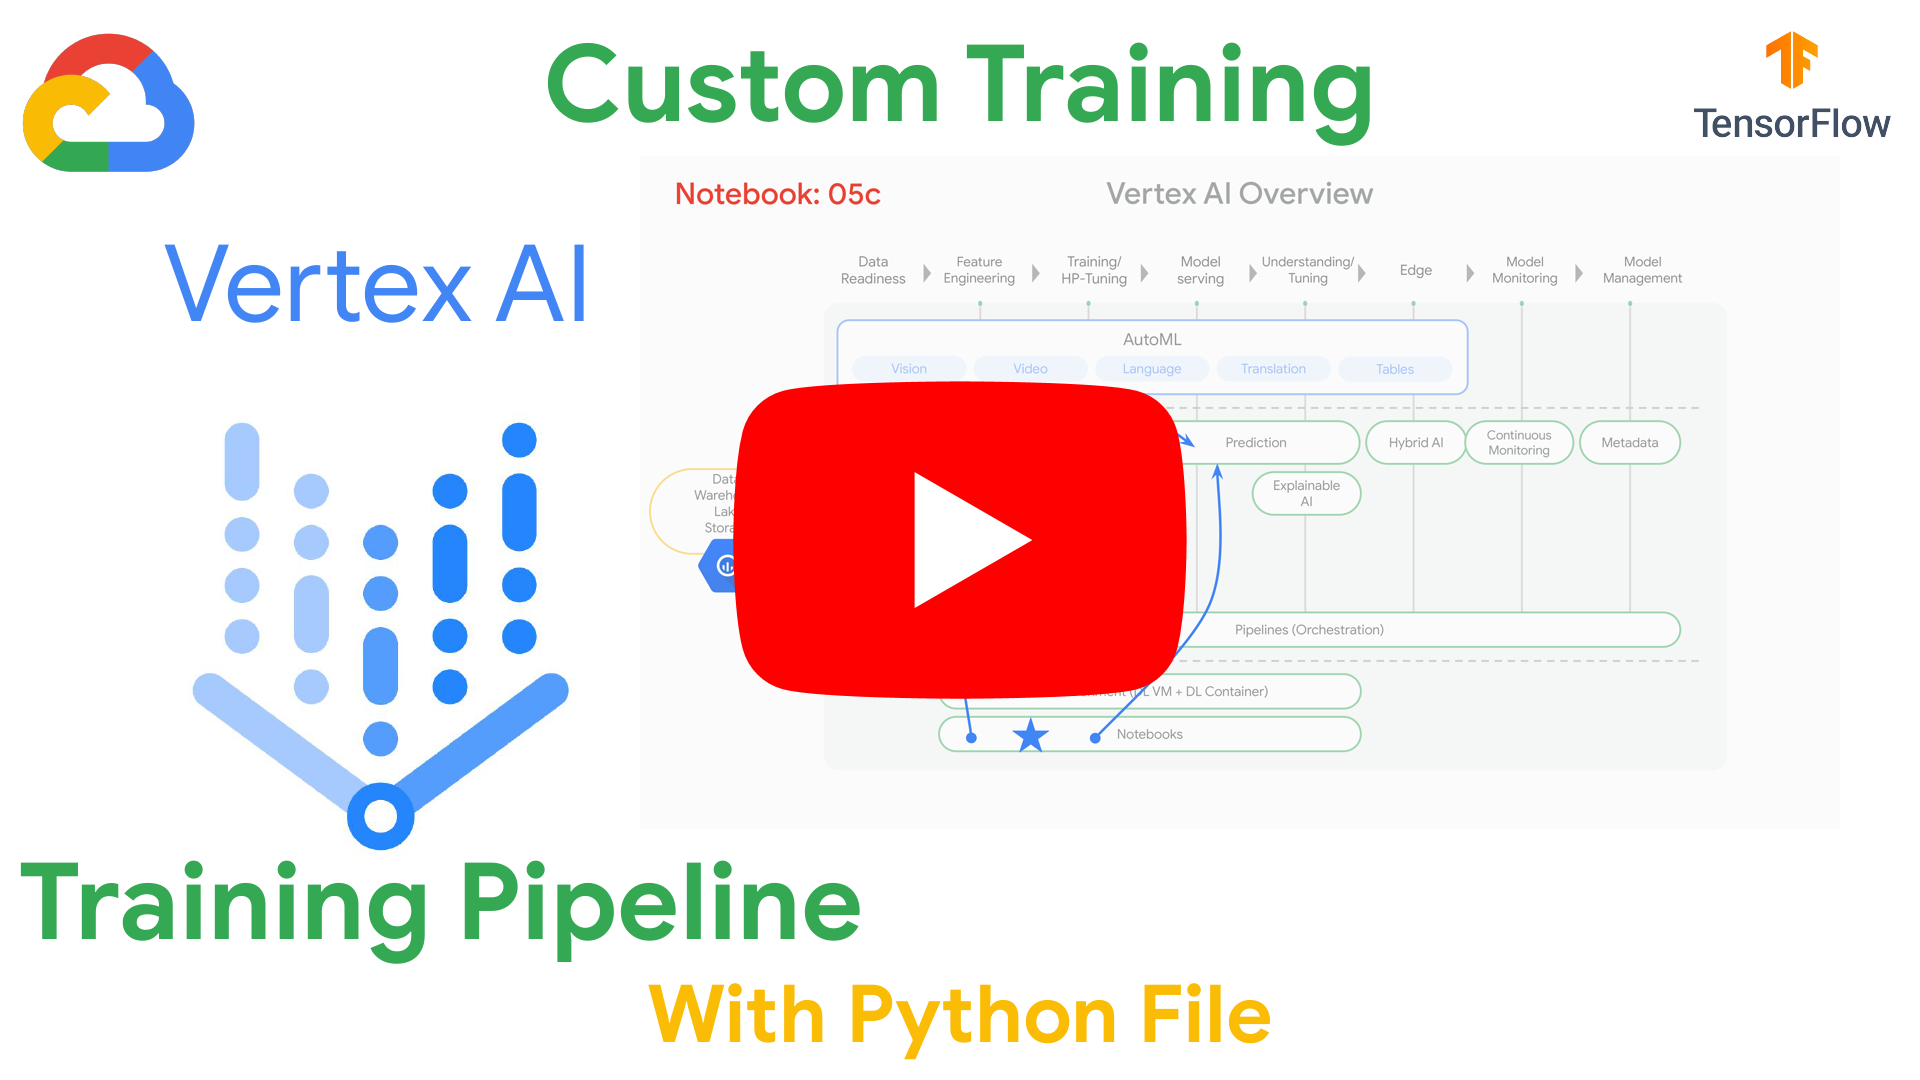 Custom Training
TensorFlow
Notebook: 05c
Vertex AI Overview
Vertex AI
Data
Readiness
Feature
Engineering
Training/
HP-Tuning
Model
serving
Understanding/
Tuning
Edge
Model
Monitoring
Model
Management
AutoML
Vision
Video
Language
Translation
Tables
Prediction
Hybrid AI
Continuous
Monitoring
Metadata
Explainable
AI
Data
Pipelines (Orchestration)
VM + DL Container)
Notebooks
Training Pipeline
With Python File